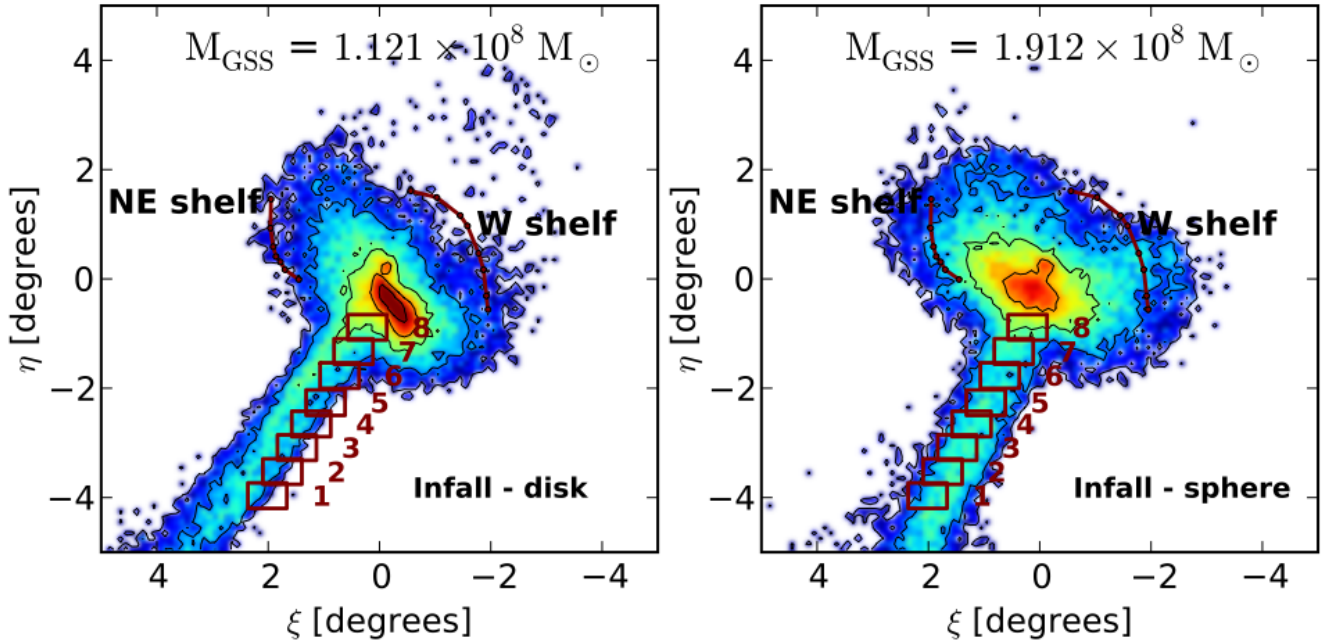 M_GSS = 1.121 × 10^8 M_⊙
4
2
0
−2
−4
η [degrees]
NE shelf
W shelf
8
7
6
5
4
3
2
1
Infall - disk
4 2 0 −2 −4
ξ [degrees]
M_GSS = 1.912 × 10^8 M_⊙
4
2
0
−2
−4
η [degrees]
NE shelf
W shelf
8
7
6
5
4
3
2
1
Infall - sphere
4 2 0 −2 −4
ξ [degrees]